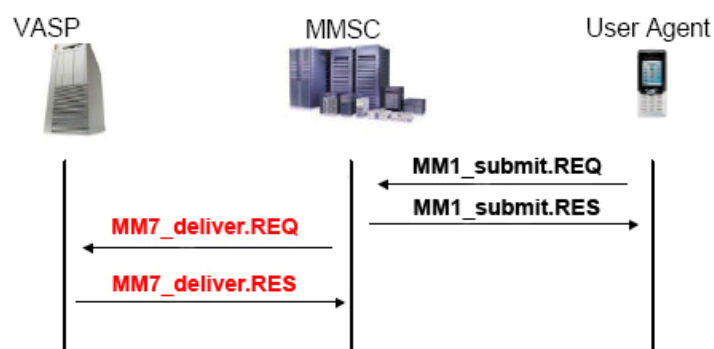 VASP
MMSC
User Agent
MM1_submit.REQ
MM1_submit.RES
MM7_deliver.REQ
MM7_deliver.RES